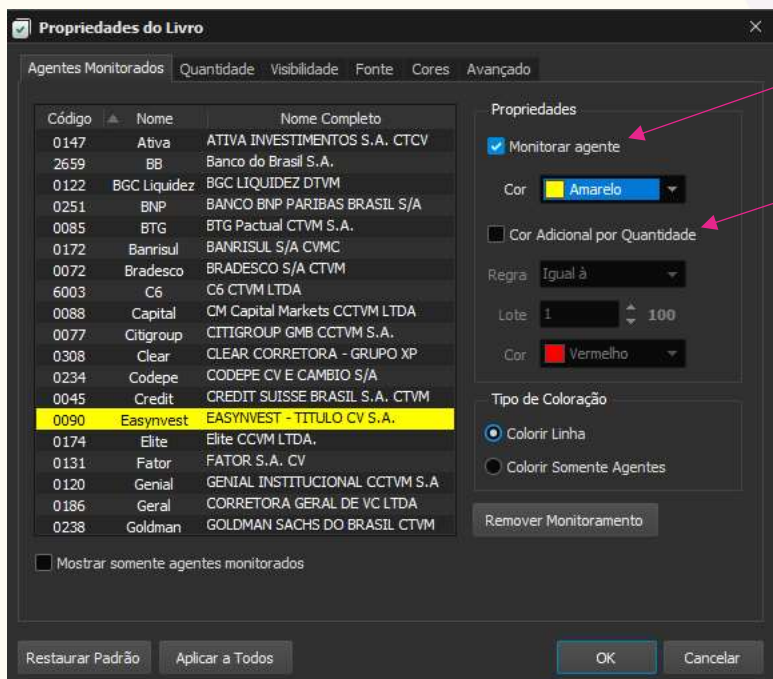 Propriedades do Livro
Agentes Monitorados Quantidade Visibilidade Fonte Cores Avançado
Código Nome Nome Completo
0147 Ativa ATIVA INVESTIMENTOS S.A. CTCV
2659 BB Banco do Brasil S.A.
0122 BGC Liquidez BGC LIQUIDEZ DTVM
0251 BNP BANCO BNP PARIBAS BRASIL S/A
0085 BTG BTG Pactual CTVM S.A.
0172 Banrisul BANRISUL S/A CVMC
0072 Bradesco BRADESCO S/A CTVM
6003 C6 C6 CTVM LTDA
0088 Capital CM Capital Markets CCTVM LTDA
0077 Citigroup CITIGROUP GMB CCTVM S.A.
0308 Clear CLEAR CORRETORA - GRUPO XP
0234 Codepe CODEPE CV E CAMBIO S/A
0045 Credit CREDIT SUISSE BRASIL S.A. CTVM
0090 Easynvest EASYNVEST - TITULO CV S.A.
0174 Elite Elite CCVM LTDA.
0131 Fator FATOR S.A. CV
0120 Genial GENIAL INSTITUCIONAL CCTVM S.A
0186 Geral CORRETORA GERAL DE VC LTDA
0238 Goldman GOLDMAN SACHS DO BRASIL CTVM
Mostrar somente agentes monitorados
Propriedades
Monitorar agente
Cor Amarelo
Cor Adicional por Quantidade
Regra Igual à
Lote 1 100
Cor Vermelho
Tipo de Coloração
Colorir Linha
Colorir Somente Agentes
Remover Monitoramento
Restaurar Padrão Aplicar a Todos OK Cancelar